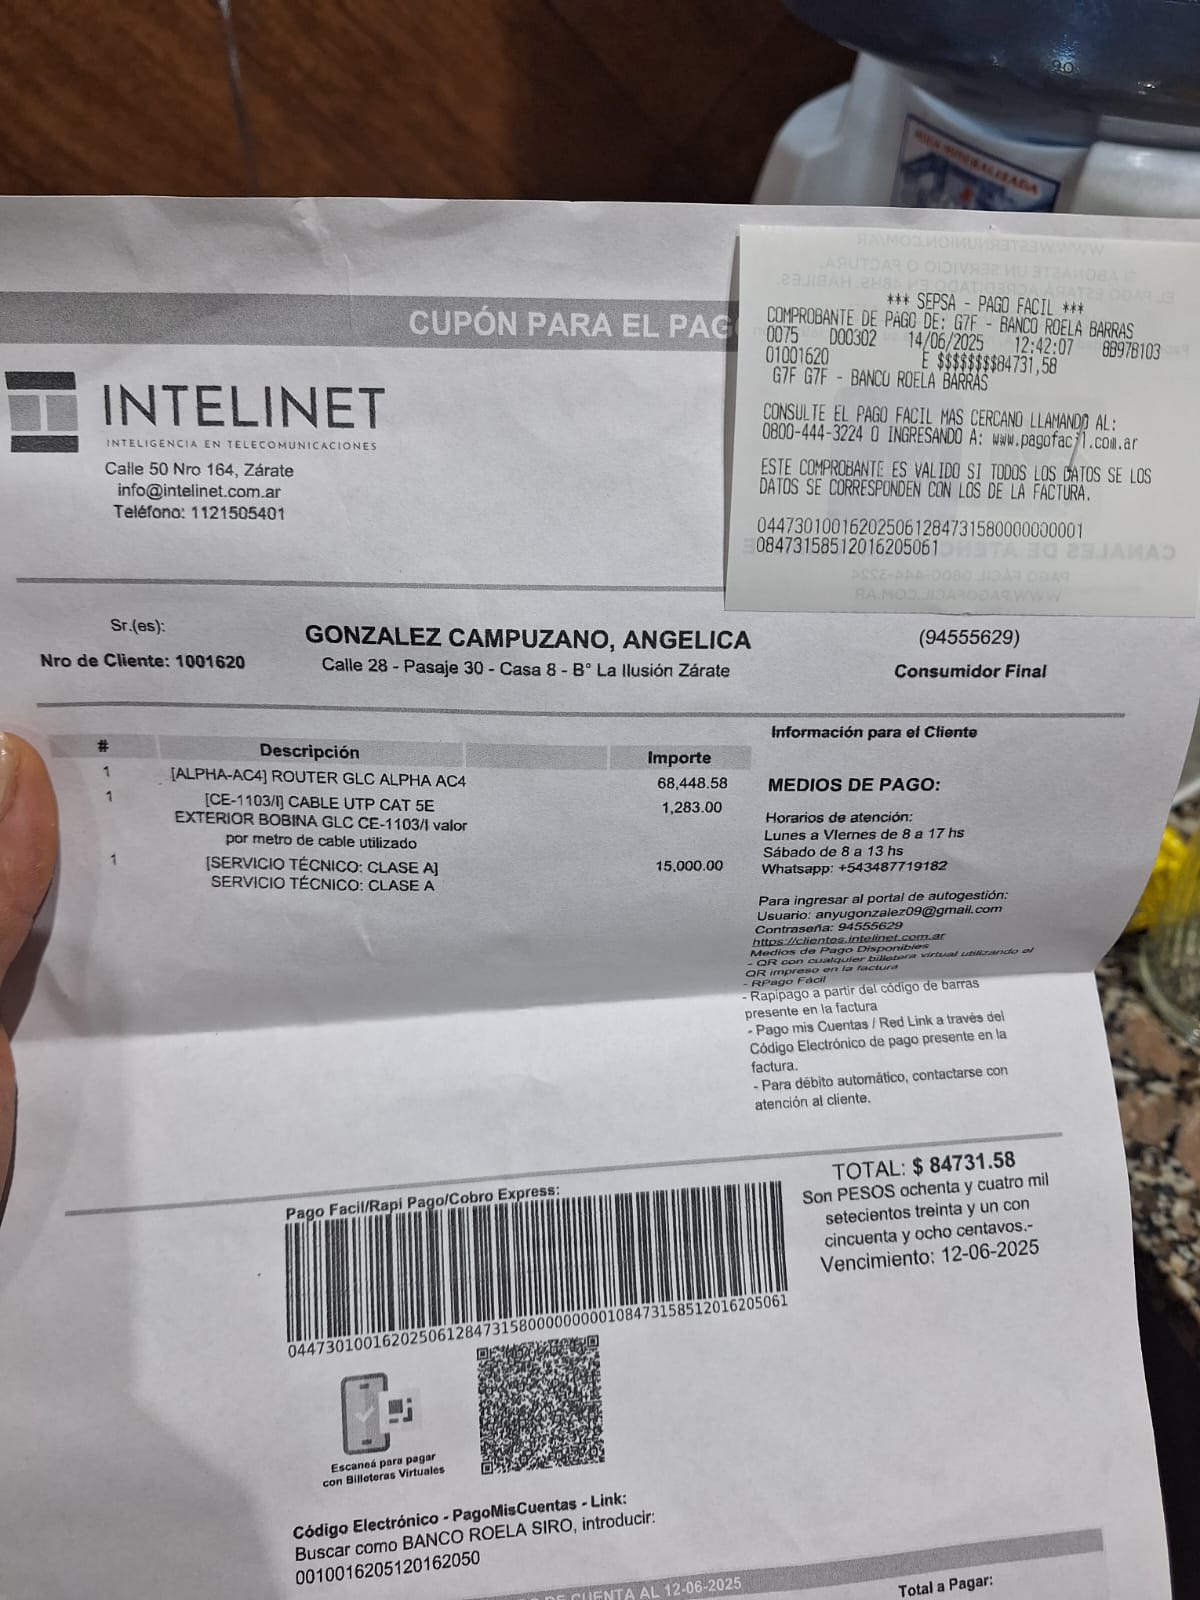 CUPÓN PARA EL PAG
INTELINET
INTELIGENCIA EN TELECOMUNICACIONES
Calle 50 Nro 164, Zárate
info@intelinet.com.ar
Teléfono: 1121505401
*** SEPSA - PAGO FACIL ***
COMPROBANTE DE PAGO DE: G7F - BANCO ROELA BARRAS
0075 D00302 14/06/2025 12:42:07 8B97B103
01001620 E $$$$$$$$84731,58
G7F G7F - BANCO ROELA BARRAS
CONSULTE EL PAGO FACIL MAS CERCANO LLAMANDO AL:
0800-444-3224 O INGRESANDO A: www.pagofacil.com.ar
ESTE COMPROBANTE ES VALIDO SI TODOS LOS DATOS SE LOS
DATOS SE CORRESPONDEN CON LOS DE LA FACTURA.
04473010016202506128473158000000000​1
08473158512016205061
Sr.(es):
GONZALEZ CAMPUZANO, ANGELICA
(94555629)
Nro de Cliente: 1001620
Calle 28 - Pasaje 30 - Casa 8 - B° La Ilusión Zárate
Consumidor Final
# Descripción Importe
1 [ALPHA-AC4] ROUTER GLC ALPHA AC4 68,448.58
1 [CE-1103/I] CABLE UTP CAT 5E 1,283.00
EXTERIOR BOBINA GLC CE-1103/I valor
por metro de cable utilizado
1 [SERVICIO TÉCNICO: CLASE A] 15,000.00
SERVICIO TÉCNICO: CLASE A
Información para el Cliente
MEDIOS DE PAGO:
Horarios de atención:
Lunes a VIernes de 8 a 17 hs
Sábado de 8 a 13 hs
Whatsapp: +543487719182
Para ingresar al portal de autogestión:
Usuario: anyugonzalez09@gmail.com
Contraseña: 94555629
https://clientes.intelinet.com.ar
Medios de Pago Disponibles
- QR con cualquier billetera virtual utilizando el
QR impreso en la factura
- RPago Fácil
- Rapipago a partir del código de barras
presente en la factura
- Pago mis Cuentas / Red Link a través del
Código Electrónico de pago presente en la
factura.
- Para débito automático, contactarse con
atención al cliente.
TOTAL: $ 84731.58
Son PESOS ochenta y cuatro mil
setecientos treinta y un con
cincuenta y ocho centavos.-
Vencimiento: 12-06-2025
Pago Facil/Rapi Pago/Cobro Express:
0447301001620250612847315800000000010847315851201620​5061
Escaneá para pagar
con Billeteras Virtuales
Código Electrónico - PagoMisCuentas - Link:
Buscar como BANCO ROELA SIRO, introducir:
0010016205120162050
DE CUENTA AL 12-06-2025
Total a Pagar: